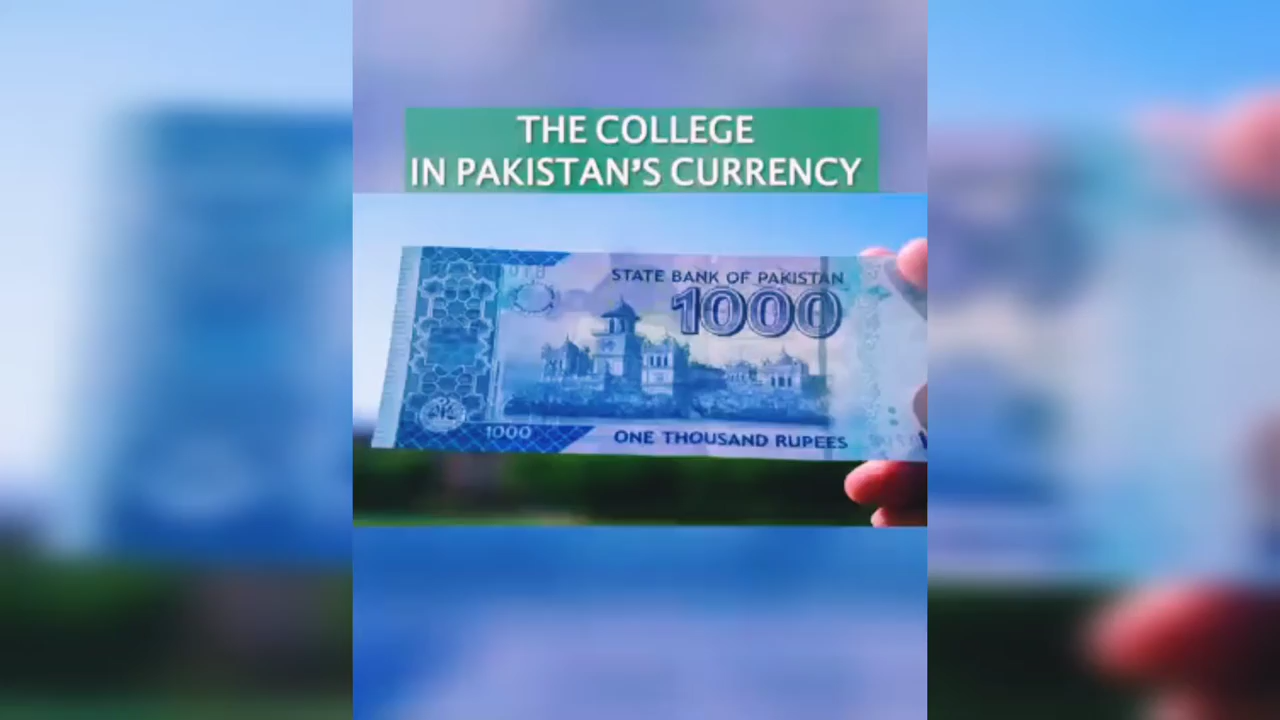 THE COLLEGE
IN PAKISTAN'S CURRENCY
STATE BANK OF PAKISTAN
1000
1000
ONE THOUSAND RUPEES